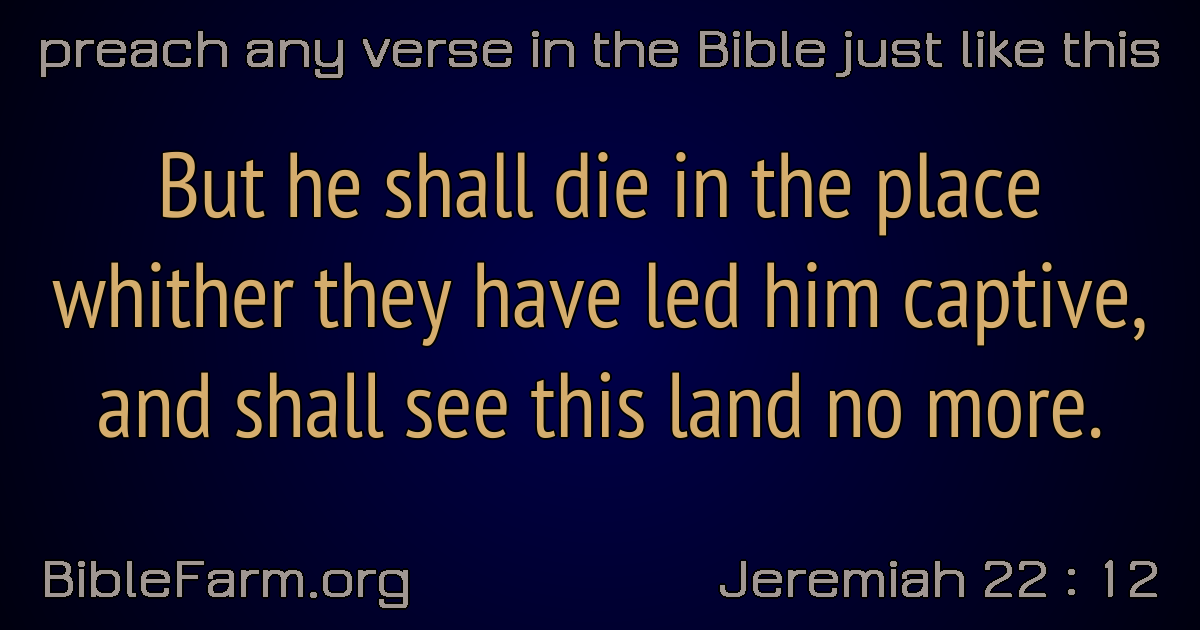 preach any verse in the Bible just like this
But he shall die in the place
whither they have led him captive,
and shall see this land no more.
BibleFarm.org
Jeremiah 22 : 12